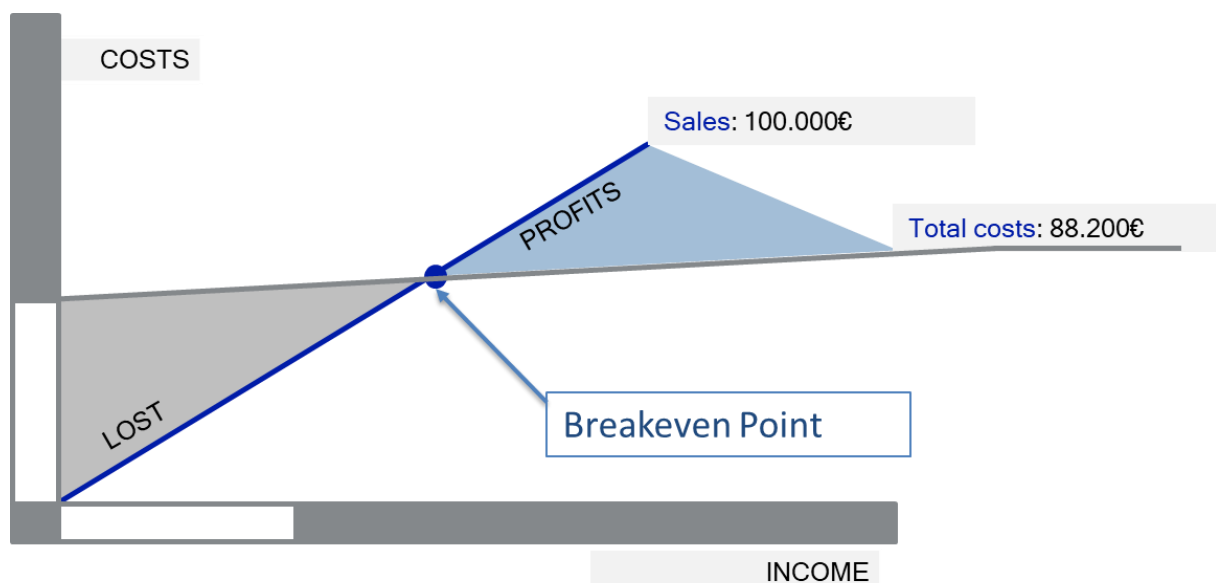 COSTS
Sales: 100.000€
PROFITS
Total costs: 88.200€
LOST
Breakeven Point
INCOME